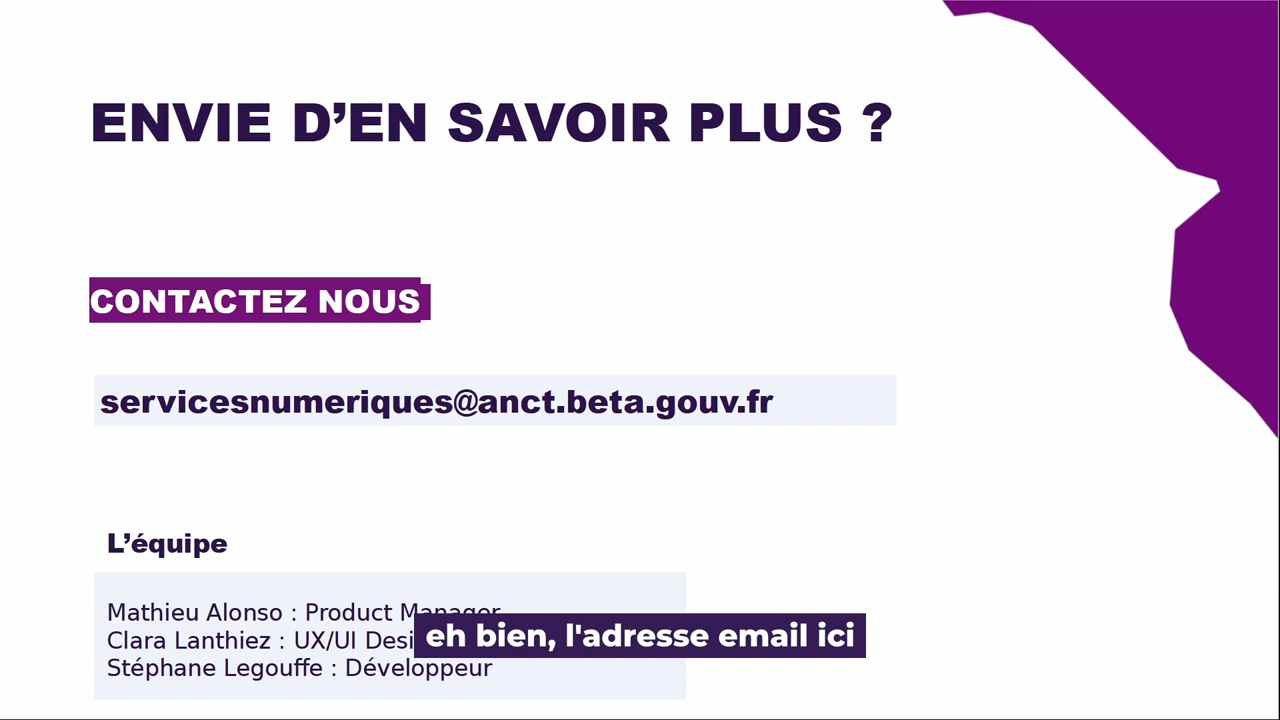 ENVIE D’EN SAVOIR PLUS ?
CONTACTEZ NOUS
servicesnumeriques@anct.beta.gouv.fr
L’équipe
Mathieu Alonso : Product Manager
Clara Lanthiez : UX/UI
Stéphane Legouffe : Développeur
eh bien, l'adresse email ici